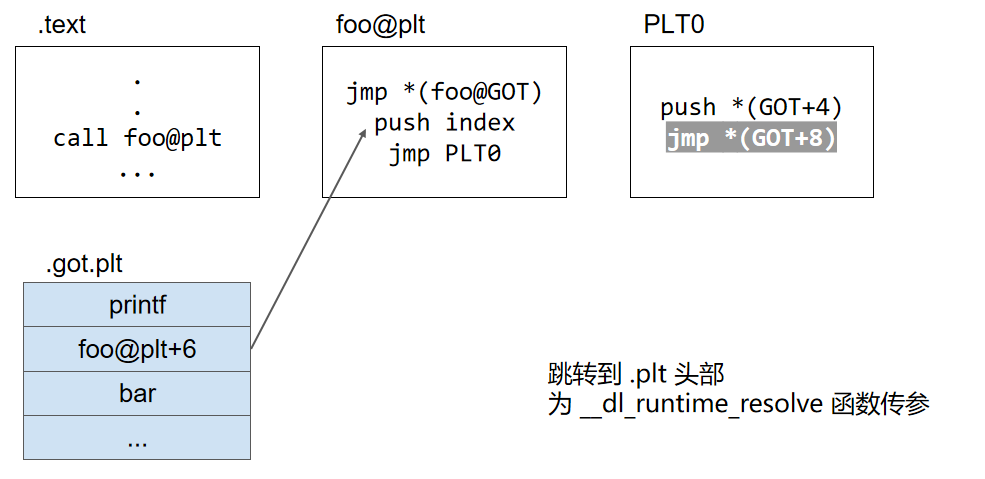 .text
.
.
call foo@plt
...
foo@plt
jmp *(foo@GOT)
push index
jmp PLT0
PLT0
push *(GOT+4)
jmp *(GOT+8)
.got.plt
printf
foo@plt+6
bar
...
跳转到 .plt 头部
为 __dl_runtime_resolve 函数传参